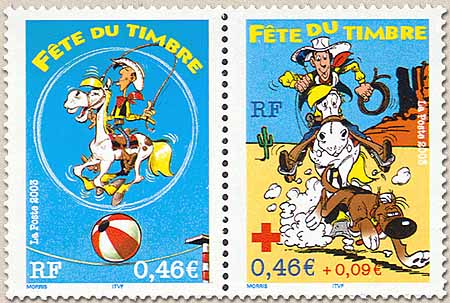 FÊTE DU TIMBRE
La Poste 2003
RF 0,46€
MORRIS ITVF
FÊTE DU TIMBRE
RF
La Poste 2003
0,46€ +0,09€
MORRIS ITVF